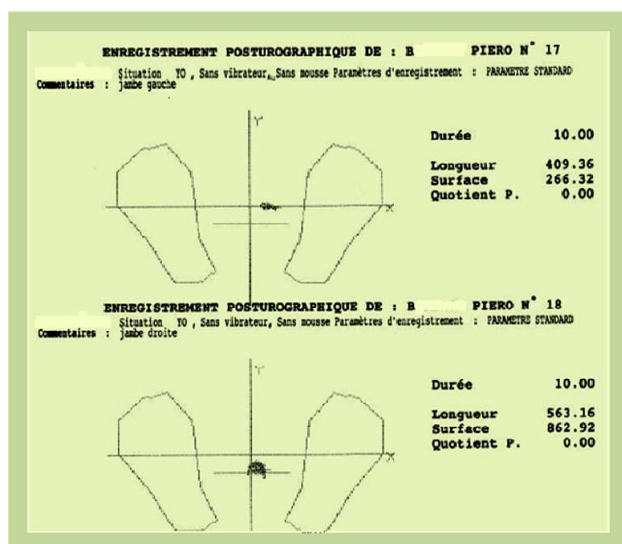 ENREGISTREMENT POSTUROGRAPHIQUE DE : B PIERO N° 17
Situation YO , Sans vibrateur, Sans mousse Paramètres d'enregistrement : PARAMETRE STANDARD
Commentaires : jambe gauche
Y
Durée 10.00
Longueur 409.36
Surface 266.32
Quotient P. 0.00
X
ENREGISTREMENT POSTUROGRAPHIQUE DE : B PIERO N° 18
Situation YO , Sans vibrateur, Sans mousse Paramètres d'enregistrement : PARAMETRE STANDARD
Commentaires : jambe droite
Y
Durée 10.00
Longueur 563.16
Surface 862.92
Quotient P. 0.00
X